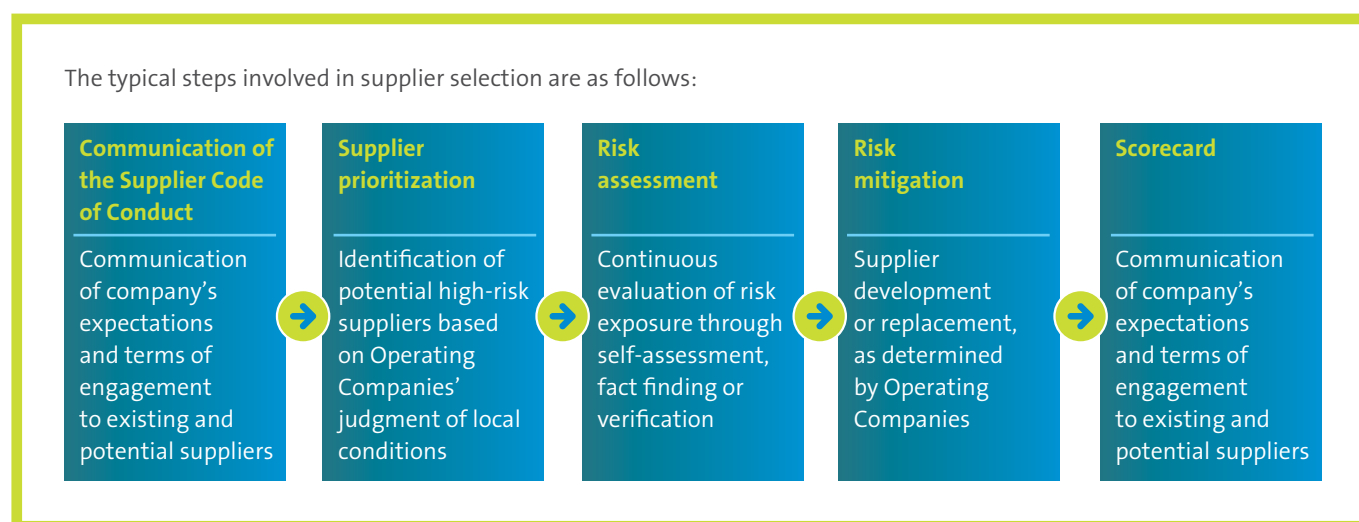 The typical steps involved in supplier selection are as follows:
Communication of
the Supplier Code
of Conduct
Communication
of company’s
expectations
and terms of
engagement
to existing and
potential suppliers
Supplier
prioritization
Identification of
potential high-risk
suppliers based
on Operating
Companies’
judgment of local
conditions
Risk
assessment
Continuous
evaluation of risk
exposure through
self-assessment,
fact finding or
verification
Risk
mitigation
Supplier
development
or replacement,
as determined
by Operating
Companies
Scorecard
Communication
of company’s
expectations
and terms of
engagement
to existing and
potential suppliers